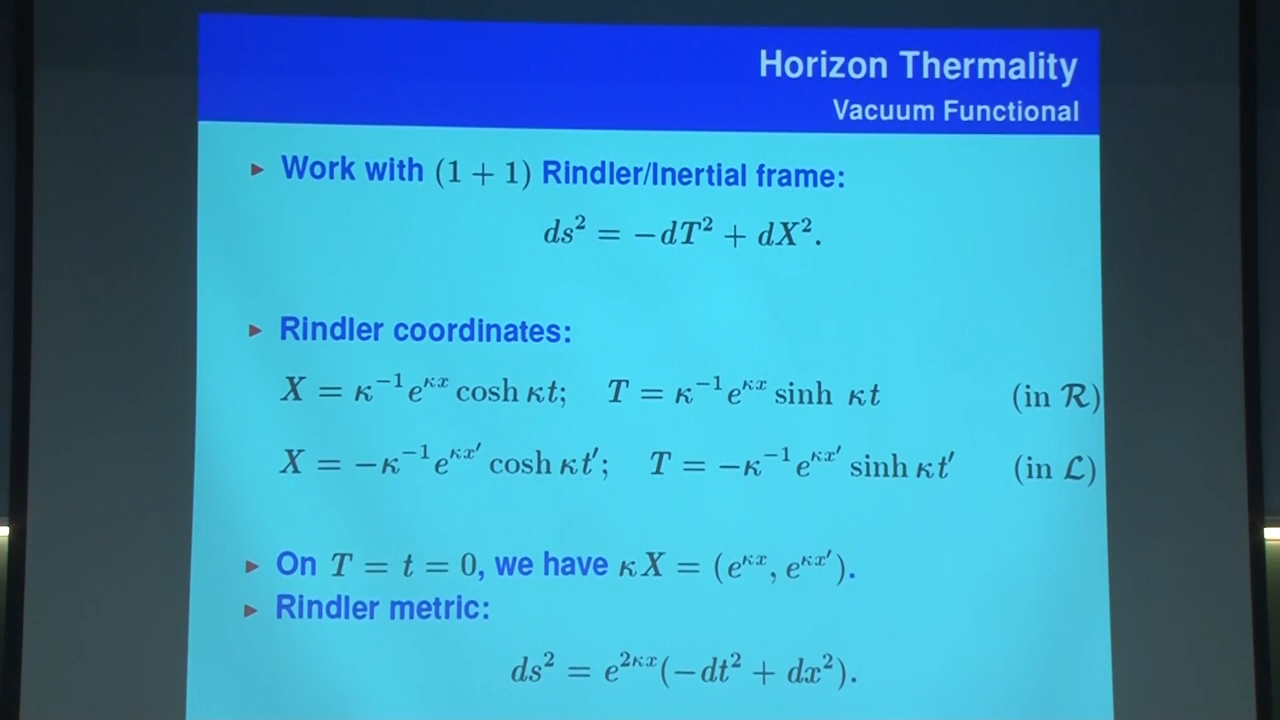 Horizon Thermality
Vacuum Functional
▶ Work with (1 + 1) Rindler/Inertial frame:
ds² = −dT² + dX².
▶ Rindler coordinates:
X = κ⁻¹e^{κx} cosh κt; T = κ⁻¹e^{κx} sinh κt (in ℛ)
X = −κ⁻¹e^{κx′} cosh κt′; T = −κ⁻¹e^{κx′} sinh κt′ (in ℒ)
▶ On T = t = 0, we have κX = (e^{κx}, e^{κx′}).
▶ Rindler metric:
ds² = e^{2κx}(−dt² + dx²).